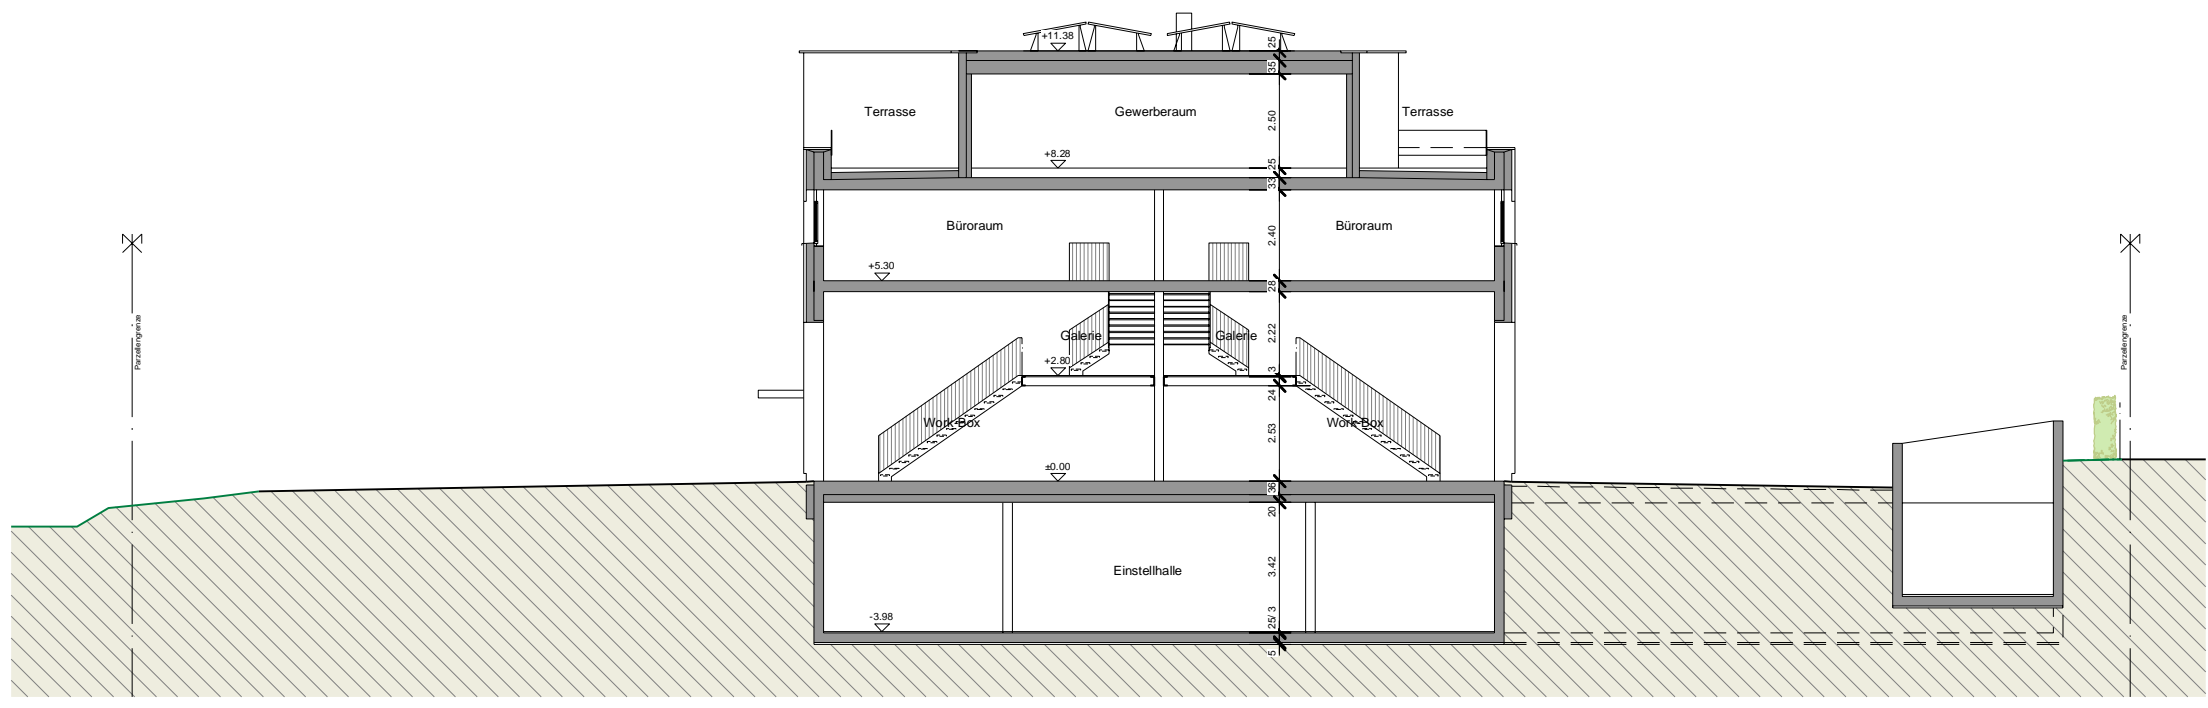 +11.38
25
35
Terrasse
Gewerberaum
Terrasse
2.50
+8.28
25
33
Büroraum
Büroraum
2.40
+5.30
28
Parzellengrenze
Galerie
Galerie
2.22
Parzellengrenze
+2.80
3
24
Work-Box
Work-Box
2.53
±0.00
36
20
Einstellhalle
3.42
-3.98
25/ 3
5